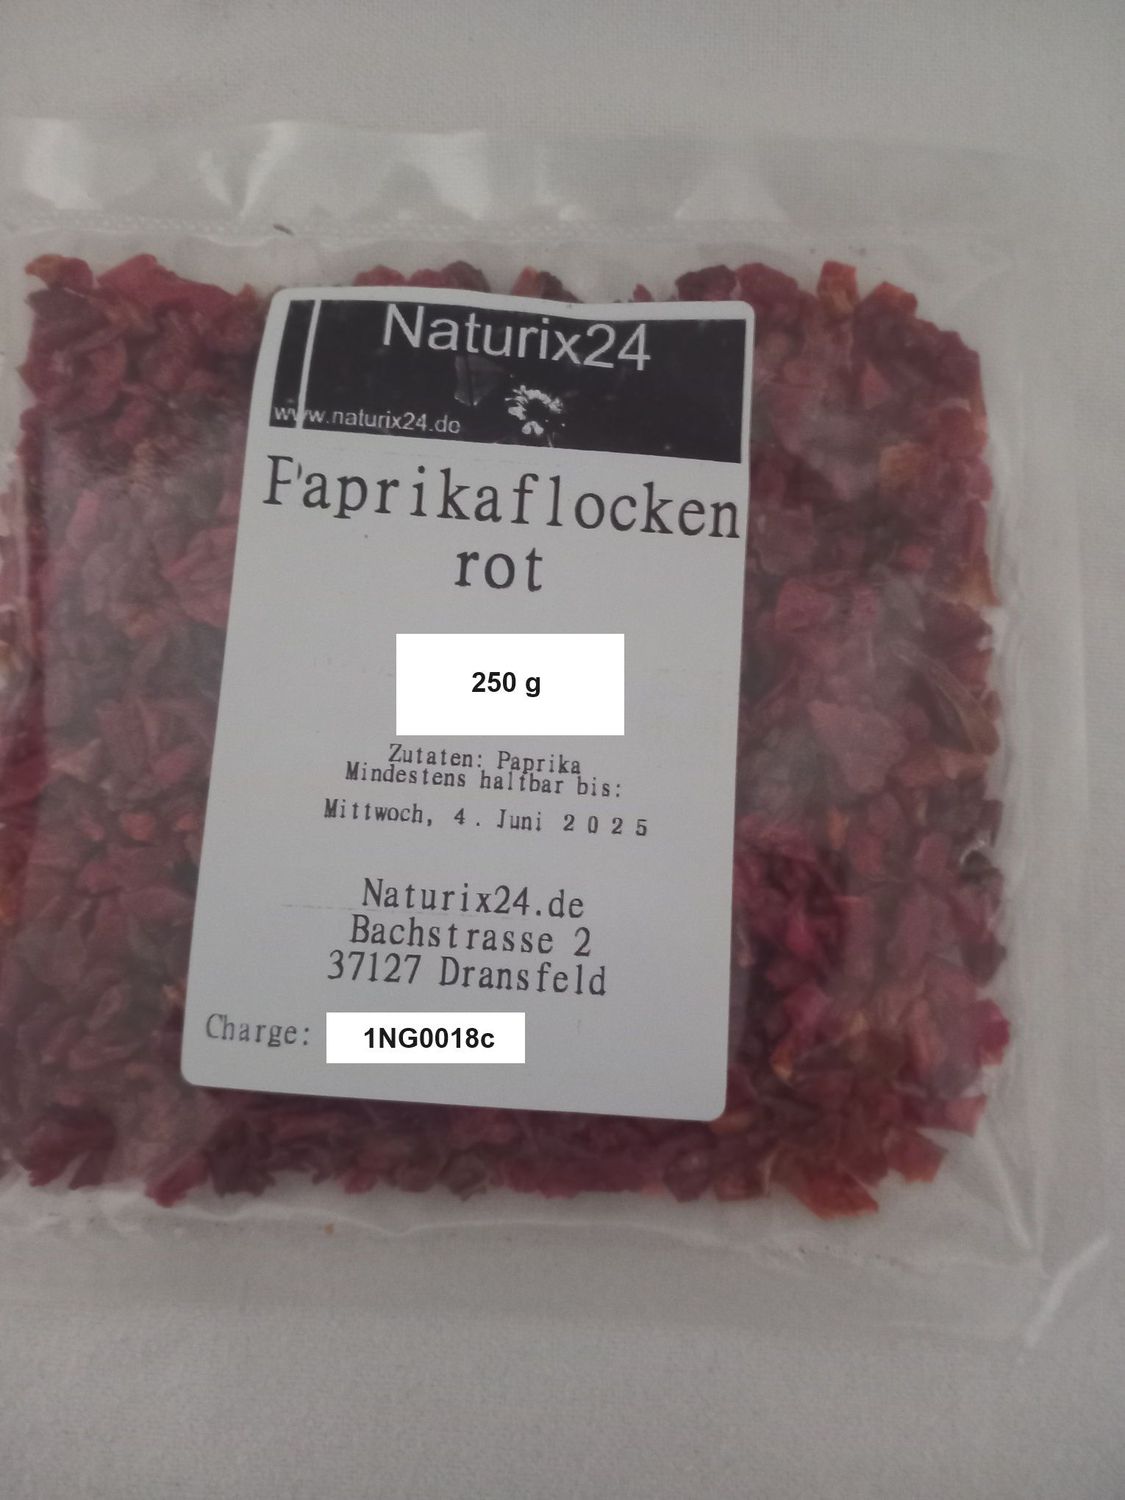 Naturix24
www.naturix24.de
Paprikaflocken
rot
250 g
Zutaten: Paprika
Mindestens haltbar bis:
Mittwoch, 4. Juni 2025
Naturix24.de
Bachstrasse 2
37127 Dransfeld
Charge: 1NG0018c